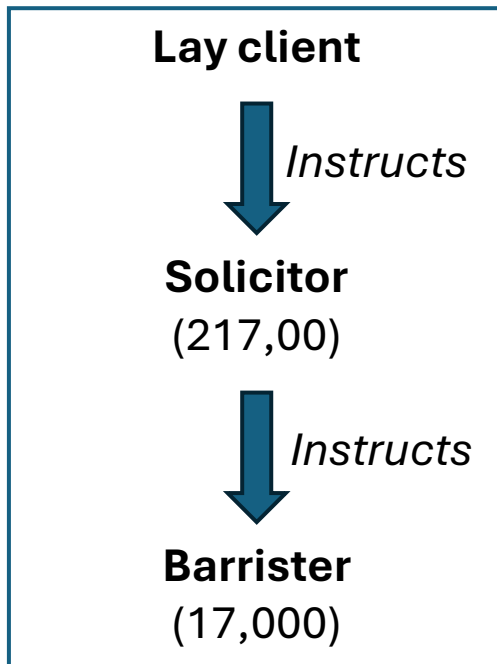 Lay client
Instructs
Solicitor
(217,00)
Instructs
Barrister
(17,000)